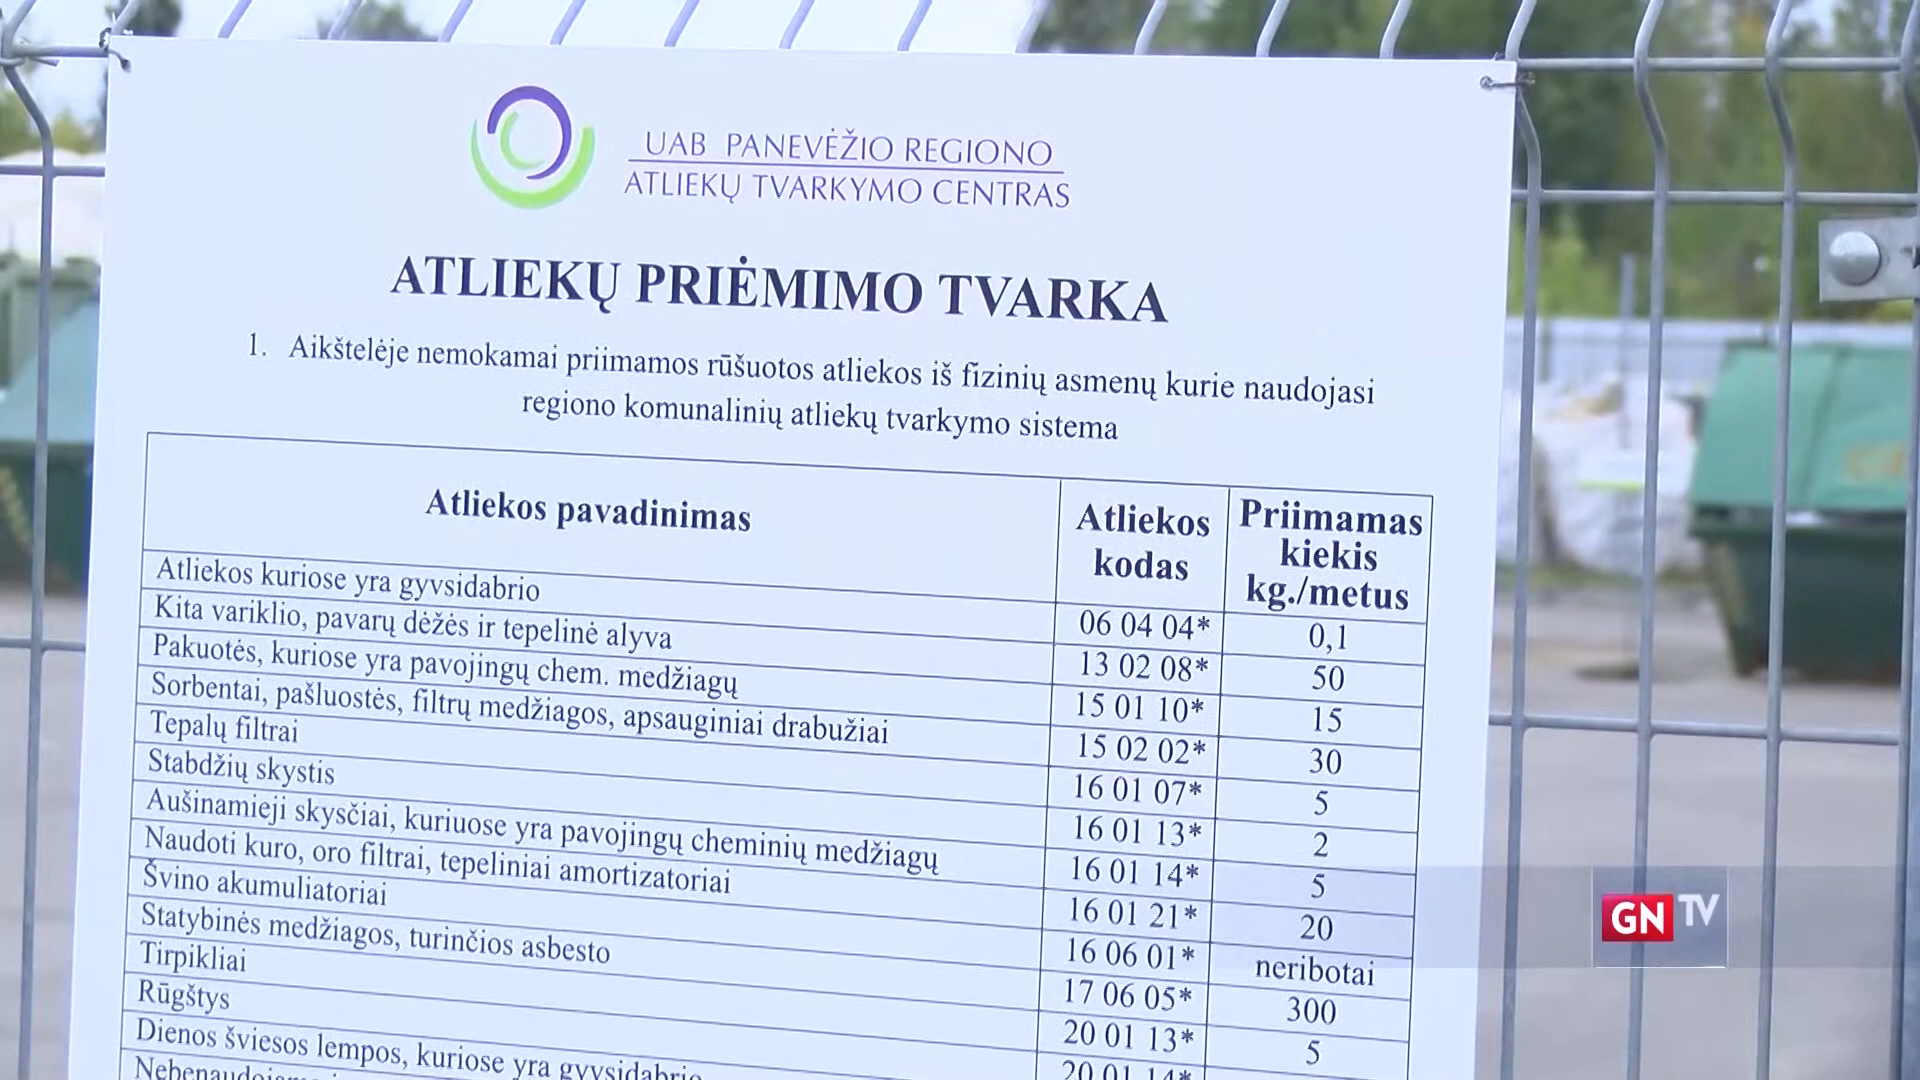 UAB PANEVĖŽIO REGIONO
ATLIEKŲ TVARKYMO CENTRAS
ATLIEKŲ PRIĖMIMO TVARKA
1. Aikštelėje nemokamai priimamos rūšuotos atliekos iš fizinių asmenų kurie naudojasi
regiono komunalinių atliekų tvarkymo sistema
Atliekos pavadinimas Atliekos kodas Priimamas kiekis kg./metus
Atliekos kuriose yra gyvsidabrio 06 04 04* 0,1
Kita variklio, pavarų dėžės ir tepelinė alyva 13 02 08* 50
Pakuotės, kuriose yra pavojingų chem. medžiagų 15 01 10* 15
Sorbentai, pašluostės, filtrų medžiagos, apsauginiai drabužiai 15 02 02* 30
Tepalų filtrai 16 01 07* 5
Stabdžių skystis 16 01 13* 2
Aušinamieji skysčiai, kuriuose yra pavojingų cheminių medžiagų 16 01 14* 5
Naudoti kuro, oro filtrai, tepeliniai amortizatoriai 16 01 21* 20
Švino akumuliatoriai 16 06 01* neribotai
Statybinės medžiagos, turinčios asbesto 17 06 05* 300
Tirpikliai 20 01 13* 5
Rūgštys 20 01 14*
Dienos šviesos lempos, kuriose yra gyvsidabrio
GN TV